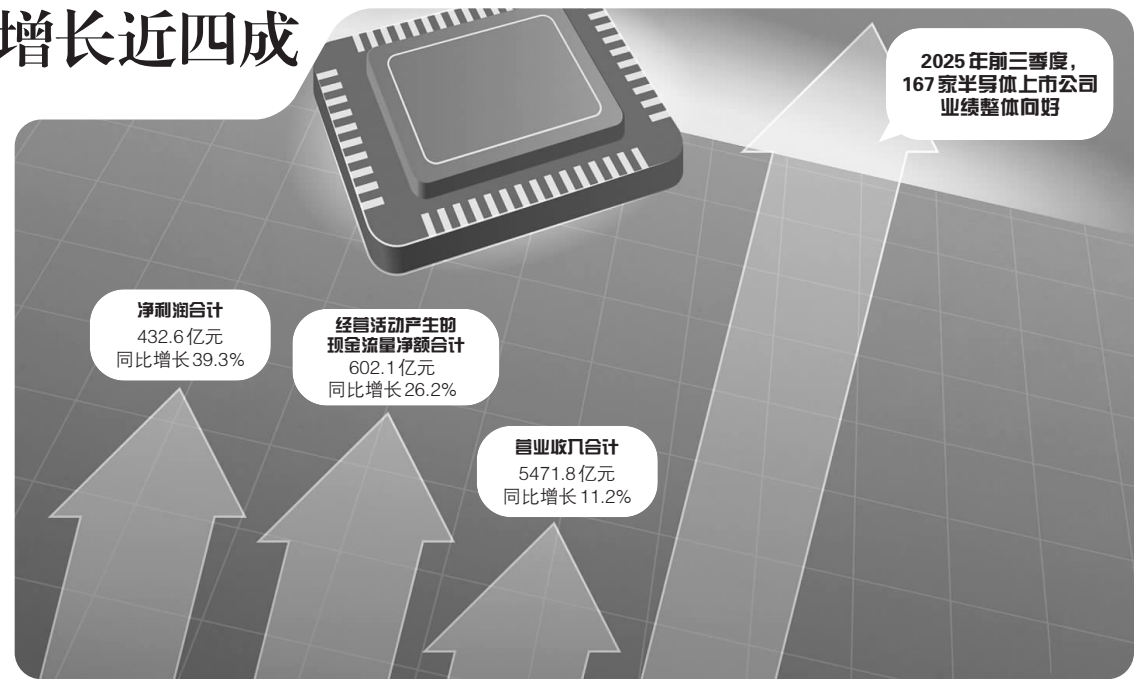 增长近四成
2025年前三季度，
167家半导体上市公司
业绩整体向好
净利润合计
432.6亿元
同比增长39.3%
经营活动产生的
现金流量净额合计
602.1亿元
同比增长26.2%
营业收入合计
5471.8亿元
同比增长11.2%